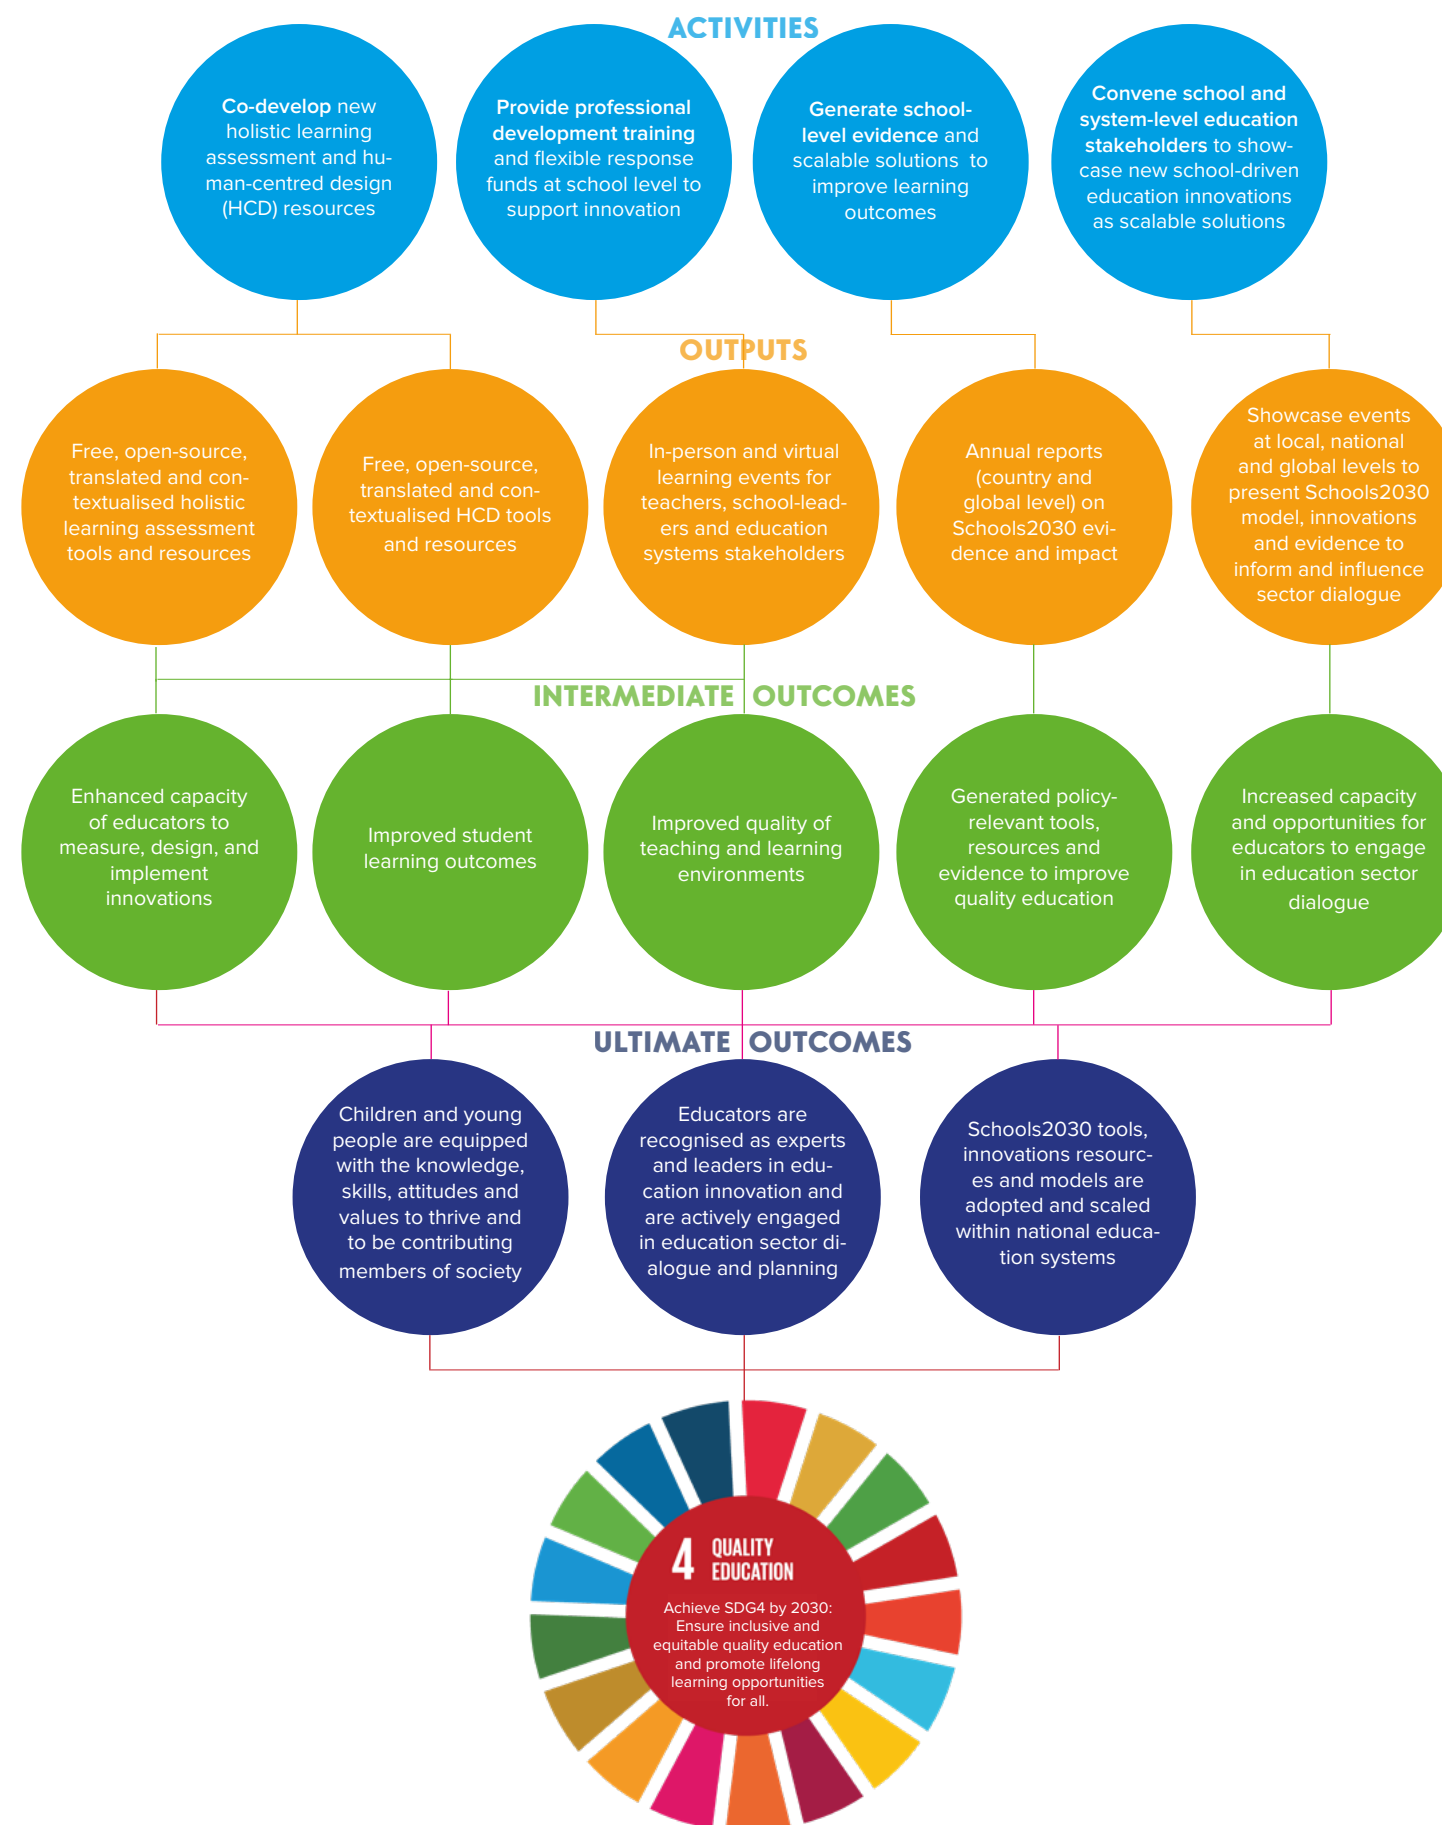 ACTIVITIES
Co-develop new
holistic learning
assessment and hu-
man-centred design
(HCD) resources
Provide professional
development training
and flexible response
funds at school level to
support innovation
Generate school-
level evidence and
scalable solutions to
improve learning
outcomes
Convene school and
system-level education
stakeholders to show-
case new school-driven
education innovations
as scalable solutions
OUTPUTS
Free, open-source,
translated and con-
textualised holistic
learning assessment
tools and resources
Free, open-source,
translated and con-
textualised HCD tools
and resources
In-person and virtual
learning events for
teachers, school-lead-
ers and education
systems stakeholders
Annual reports
(country and
global level) on
Schools2030 evi-
dence and impact
Showcase events
at local, national
and global levels to
present Schools2030
model, innovations
and evidence to
inform and influence
sector dialogue
INTERMEDIATE OUTCOMES
Enhanced capacity
of educators to
measure, design, and
implement
innovations
Improved student
learning outcomes
Improved quality of
teaching and learning
environments
Generated policy-
relevant tools,
resources and
evidence to improve
quality education
Increased capacity
and opportunities for
educators to engage
in education sector
dialogue
ULTIMATE OUTCOMES
Children and young
people are equipped
with the knowledge,
skills, attitudes and
values to thrive and
to be contributing
members of society
Educators are
recognised as experts
and leaders in edu-
cation innovation and
are actively engaged
in education sector di-
alogue and planning
Schools2030 tools,
innovations resourc-
es and models are
adopted and scaled
within national educa-
tion systems
4 QUALITY
EDUCATION
Achieve SDG4 by 2030:
Ensure inclusive and
equitable quality education
and promote lifelong
learning opportunities
for all.